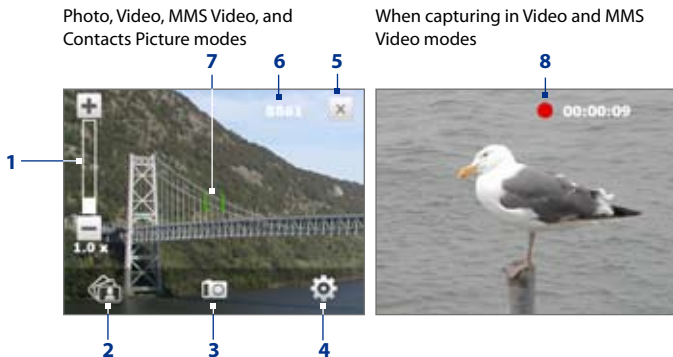 Photo, Video, MMS Video, and
Contacts Picture modes
When capturing in Video and MMS
Video modes
7 6 5
8
8861
00:00:09
1
1.0 x
2 3 4